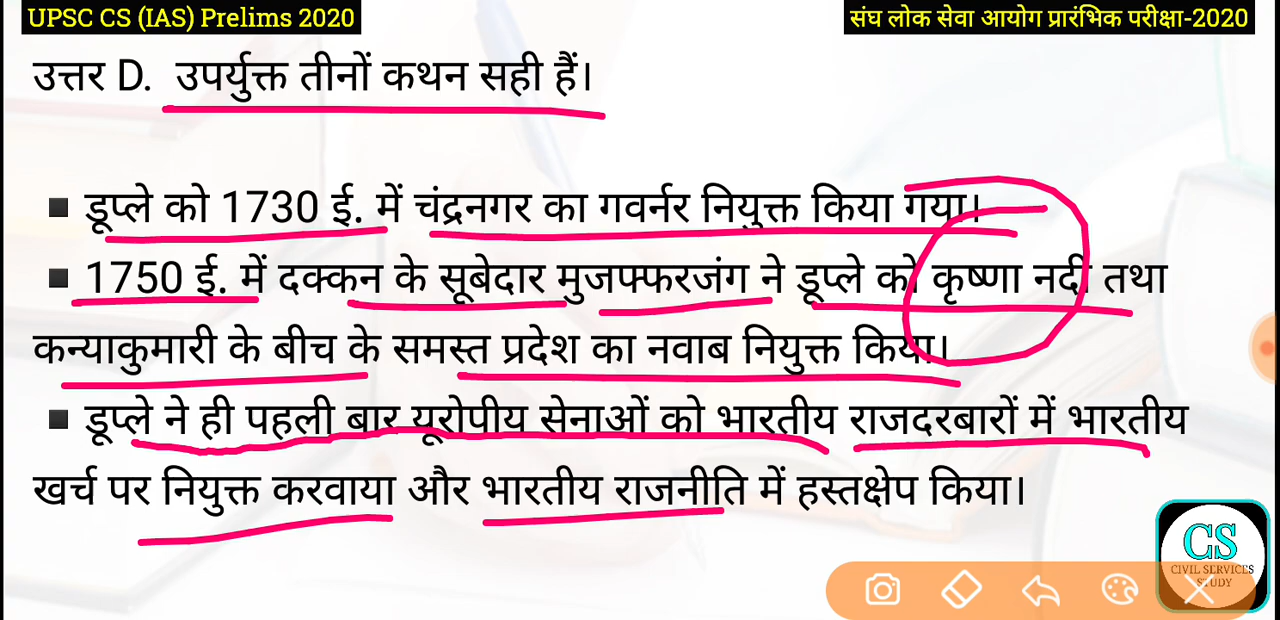 UPSC CS (IAS) Prelims 2020
संघ लोक सेवा आयोग प्रारंभिक परीक्षा-2020
उत्तर D. उपर्युक्त तीनों कथन सही हैं।
▪ डूप्ले को 1730 ई. में चंद्रनगर का गवर्नर नियुक्त किया गया।
▪ 1750 ई. में दक्कन के सूबेदार मुजफ्फरजंग ने डूप्ले को कृष्णा नदी तथा
कन्याकुमारी के बीच के समस्त प्रदेश का नवाब नियुक्त किया।
▪ डूप्ले ने ही पहली बार यूरोपीय सेनाओं को भारतीय राजदरबारों में भारतीय
खर्च पर नियुक्त करवाया और भारतीय राजनीति में हस्तक्षेप किया।
CS
CIVIL SERVICES
STUDY